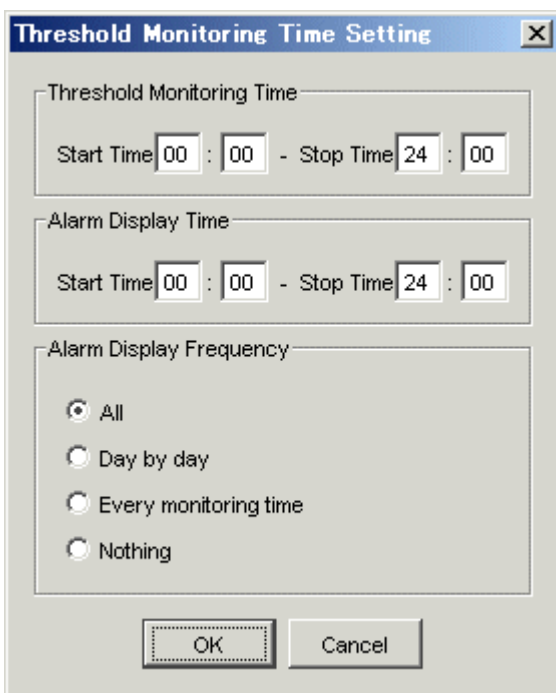 Threshold Monitoring Time Setting
Threshold Monitoring Time
Start Time 00 : 00 - Stop Time 24 : 00
Alarm Display Time
Start Time 00 : 00 - Stop Time 24 : 00
Alarm Display Frequency
All
Day by day
Every monitoring time
Nothing
OK Cancel